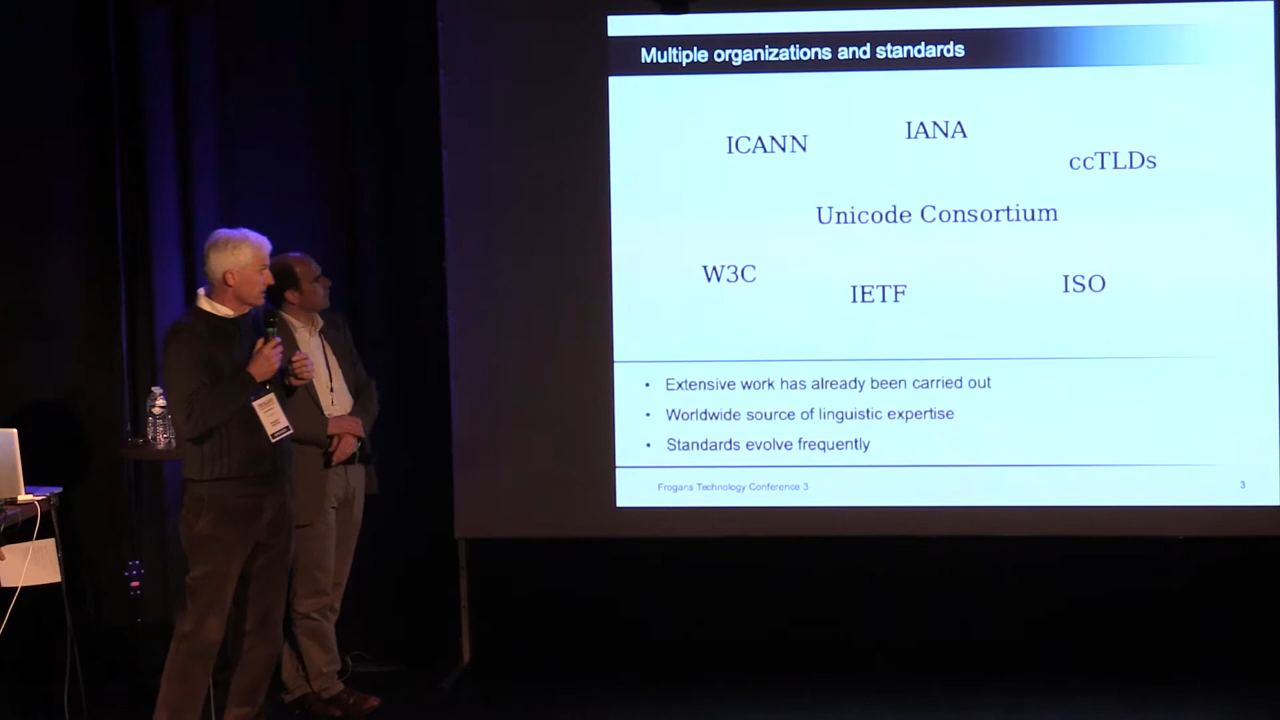 Multiple organizations and standards
ICANN
IANA
ccTLDs
Unicode Consortium
W3C
IETF
ISO
• Extensive work has already been carried out
• Worldwide source of linguistic expertise
• Standards evolve frequently
Frogans Technology Conference 3
3